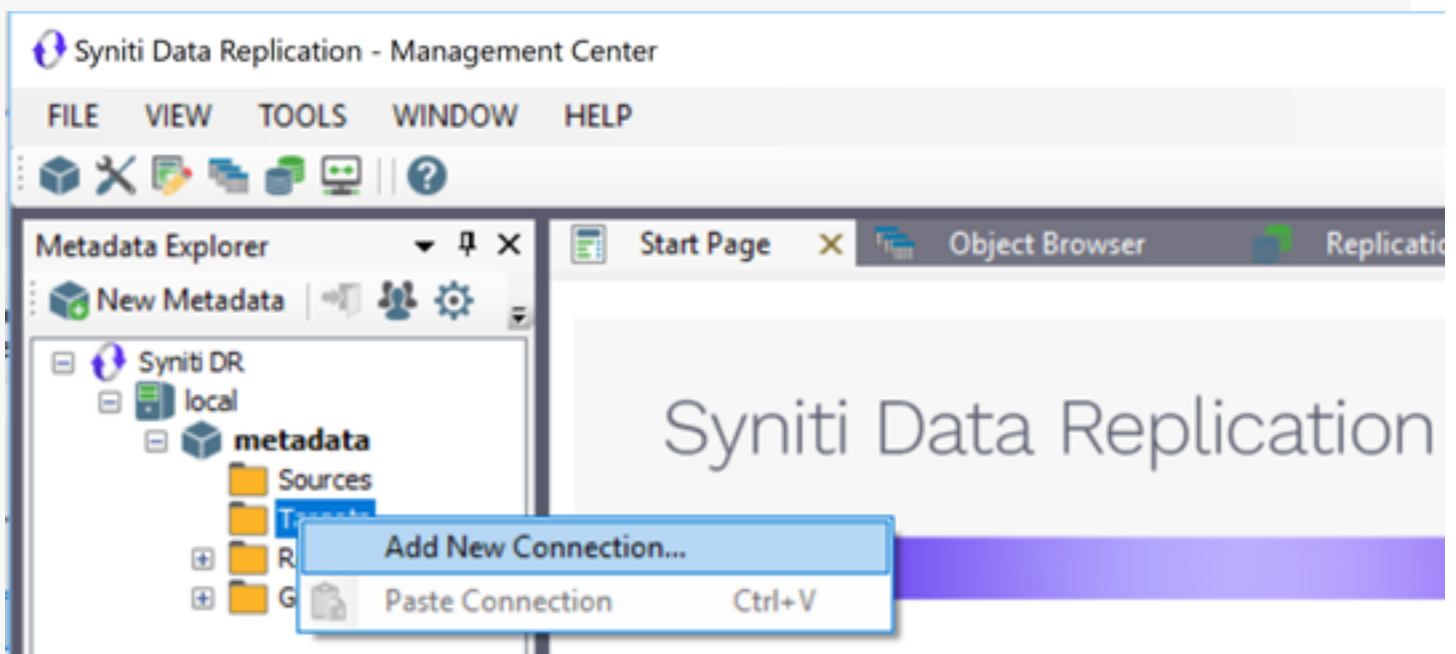 Syniti Data Replication - Management Center
FILE VIEW TOOLS WINDOW HELP
Metadata Explorer
Start Page
Object Browser
Replicatio
New Metadata
Syniti DR
local
metadata
Sources
Syniti Data Replication
Add New Connection...
R
Paste Connection Ctrl+V
G